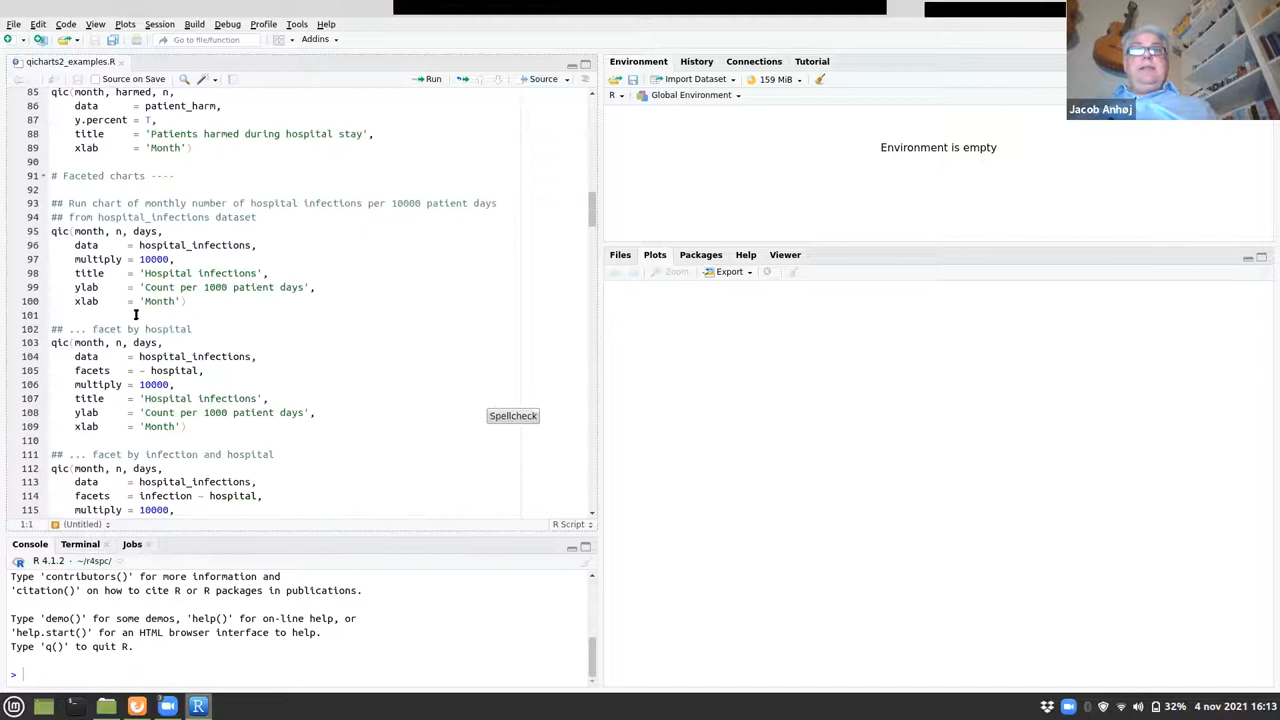 File Edit Code View Plots Session Build Debug Profile Tools Help
Go to file/function
Addins
qicharts2_examples.R
Source on Save
Run
Source
85 qic(month, harmed, n,
86 data = patient_harm,
87 y.percent = T,
88 title = 'Patients harmed during hospital stay',
89 xlab = 'Month')
90
91 # Faceted charts ----
92
93 ## Run chart of monthly number of hospital infections per 10000 patient days
94 ## from hospital_infections dataset
95 qic(month, n, days,
96 data = hospital_infections,
97 multiply = 10000,
98 title = 'Hospital infections',
99 ylab = 'Count per 1000 patient days',
100 xlab = 'Month')
101
102 ## ... facet by hospital
103 qic(month, n, days,
104 data = hospital_infections,
105 facets = ~ hospital,
106 multiply = 10000,
107 title = 'Hospital infections',
108 ylab = 'Count per 1000 patient days',
109 xlab = 'Month')
110
111 ## ... facet by infection and hospital
112 qic(month, n, days,
113 data = hospital_infections,
114 facets = infection ~ hospital,
115 multiply = 10000,
Spellcheck
1:1 (Untitled) R Script
Console Terminal Jobs
R 4.1.2 · ~/r4spc/
Type 'contributors()' for more information and
'citation()' on how to cite R or R packages in publications.
Type 'demo()' for some demos, 'help()' for on-line help, or
'help.start()' for an HTML browser interface to help.
Type 'q()' to quit R.
>
Environment History Connections Tutorial
Import Dataset 159 MiB
R Global Environment
Environment is empty
Files Plots Packages Help Viewer
Zoom Export
Jacob Anhøj
32% 4 nov 2021 16:13